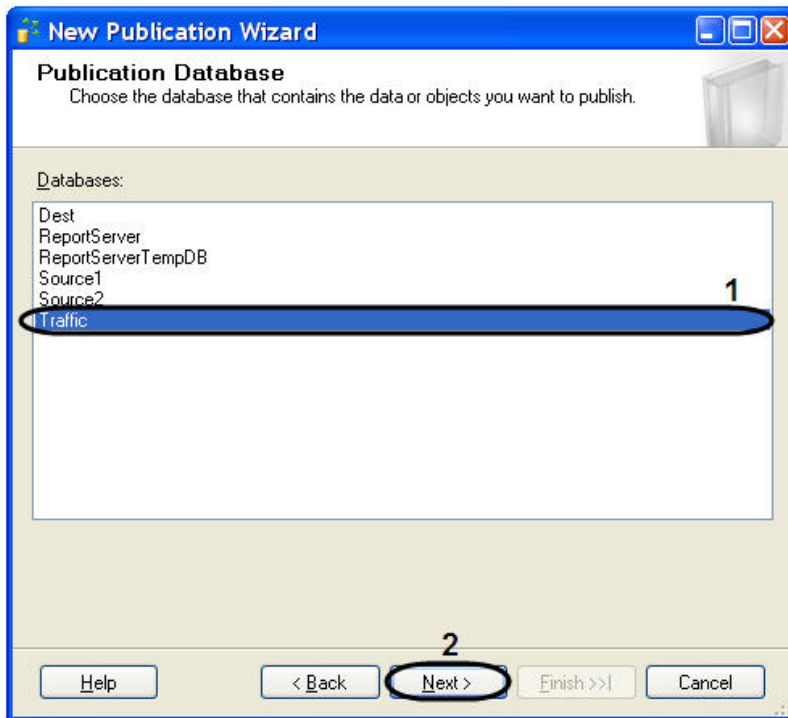 New Publication Wizard
Publication Database
Choose the database that contains the data or objects you want to publish.
Databases:
Dest
ReportServer
ReportServerTempDB
Source1
Source2
1
Traffic
2
Help
< Back
Next >
Finish >>|
Cancel